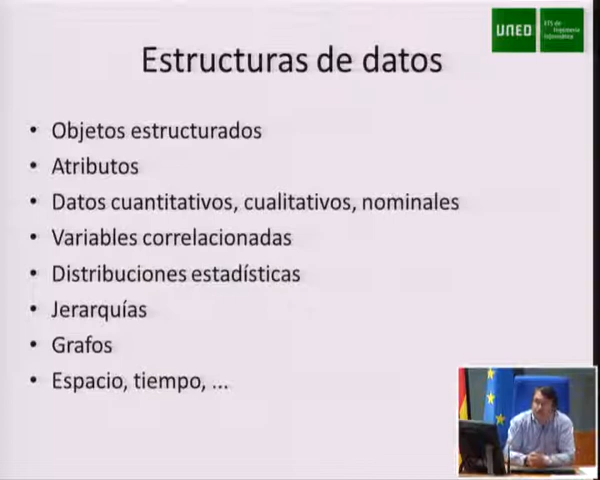 UNED
ETS de
Ingeniería
Informática
Estructuras de datos
• Objetos estructurados
• Atributos
• Datos cuantitativos, cualitativos, nominales
• Variables correlacionadas
• Distribuciones estadísticas
• Jerarquías
• Grafos
• Espacio, tiempo, ...